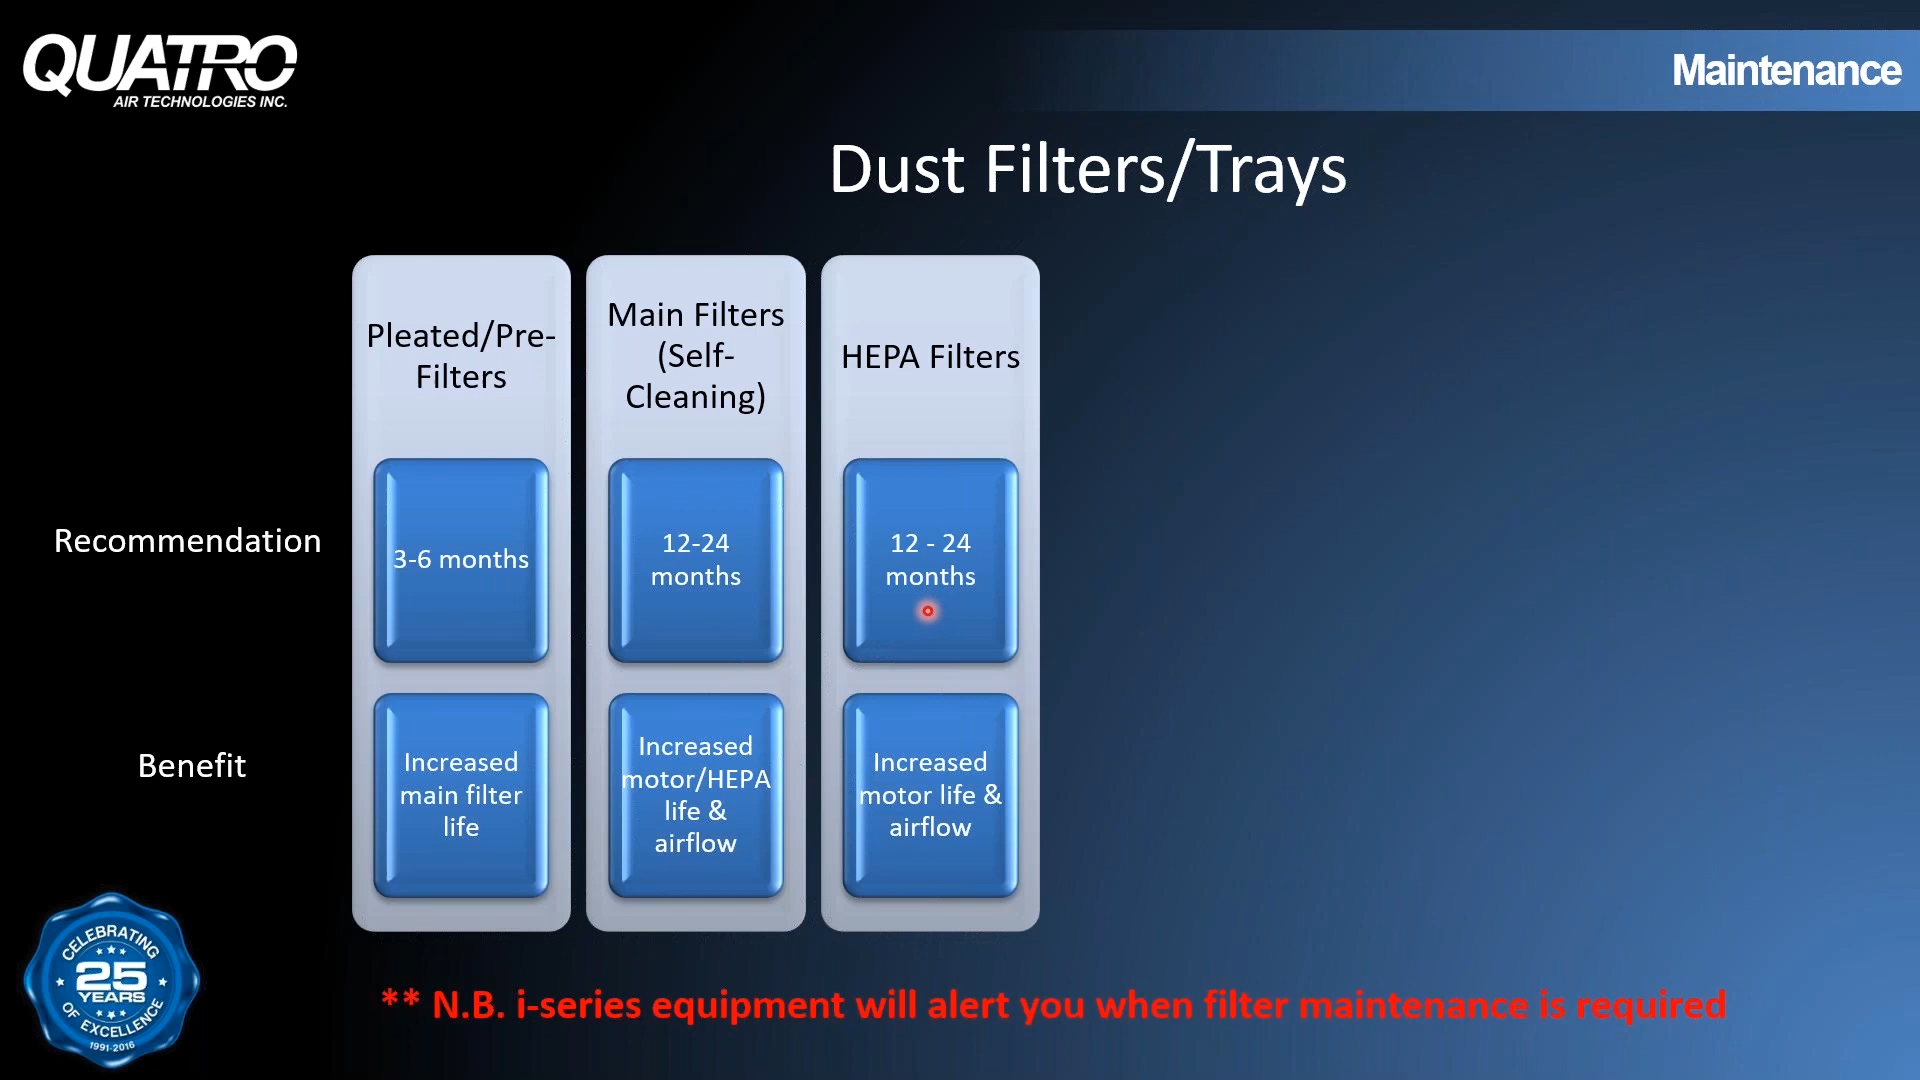 QUATRO
AIR TECHNOLOGIES INC.
Maintenance
Dust Filters/Trays
Pleated/Pre-
Filters
Main Filters
(Self-
Cleaning)
HEPA Filters
Recommendation
3-6 months
12-24
months
12 - 24
months
Benefit
Increased
main filter
life
Increased
motor/HEPA
life &
airflow
Increased
motor life &
airflow
CELEBRATING
25
YEARS
OF EXCELLENCE
1991-2016
** N.B. i-series equipment will alert you when filter maintenance is required